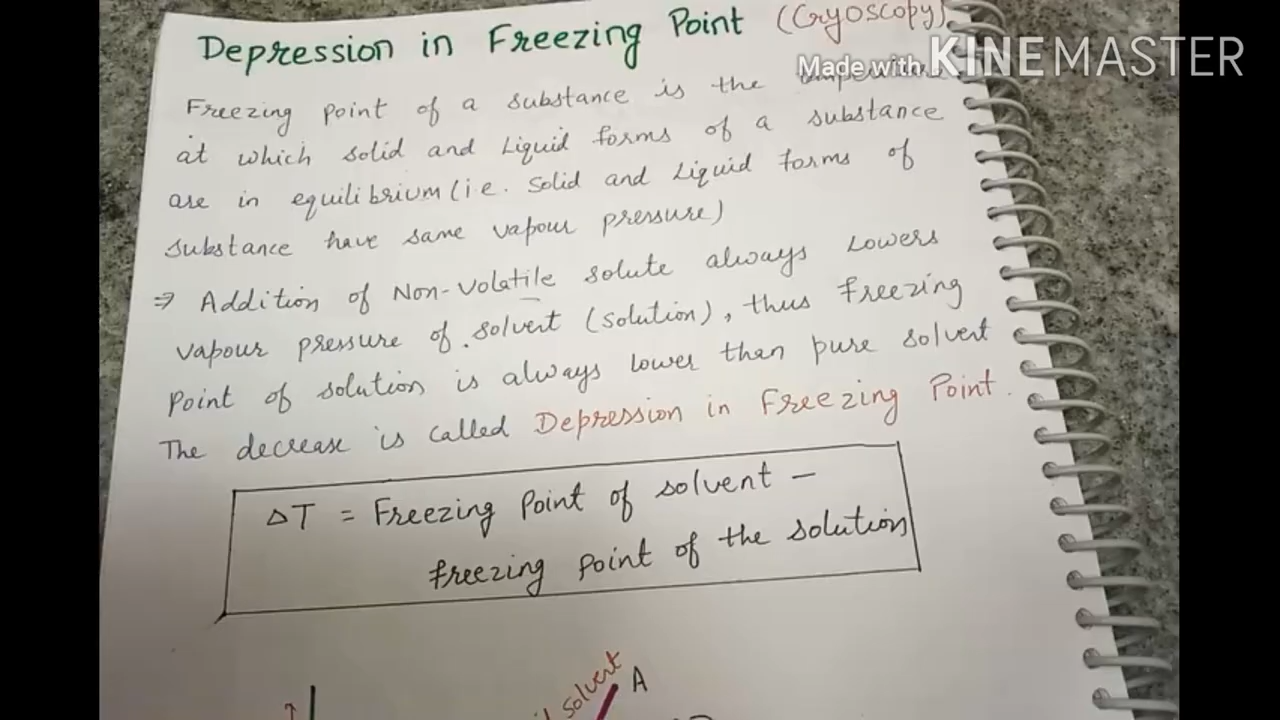 Depression in Freezing Point (Cryoscopy)
Made with KINEMASTER
Freezing point of a substance is the
at which solid and Liquid forms of a substance
are in equilibrium (i.e. Solid and Liquid forms of
substance have same vapour pressure)
⇒ Addition of Non-Volatile solute always Lowers
vapour pressure of solvent (solution), thus freezing
point of solution is always lower then pure solvent
The decrease is called Depression in Freezing Point.
ΔT = Freezing Point of solvent –
freezing point of the solution
solvent A